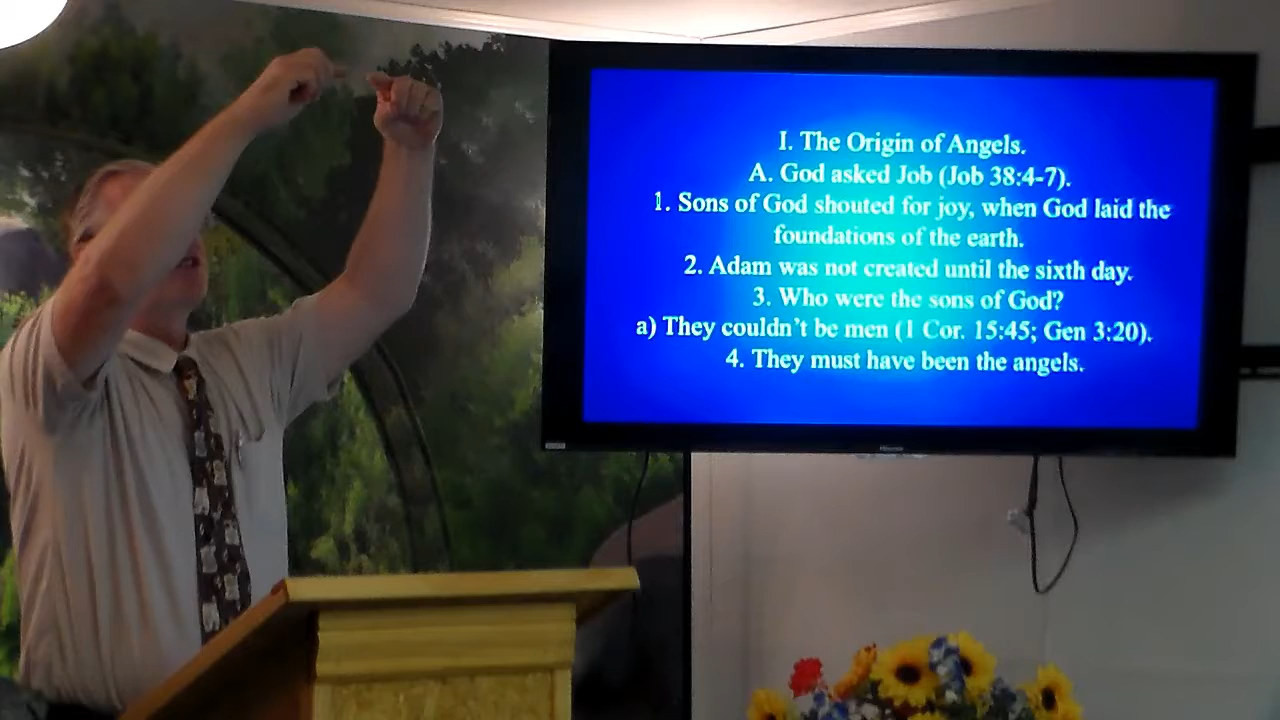 I. The Origin of Angels.
A. God asked Job (Job 38:4-7).
1. Sons of God shouted for joy, when God laid the
foundations of the earth.
2. Adam was not created until the sixth day.
3. Who were the sons of God?
a) They couldn't be men (1 Cor. 15:45; Gen 3:20).
4. They must have been the angels.